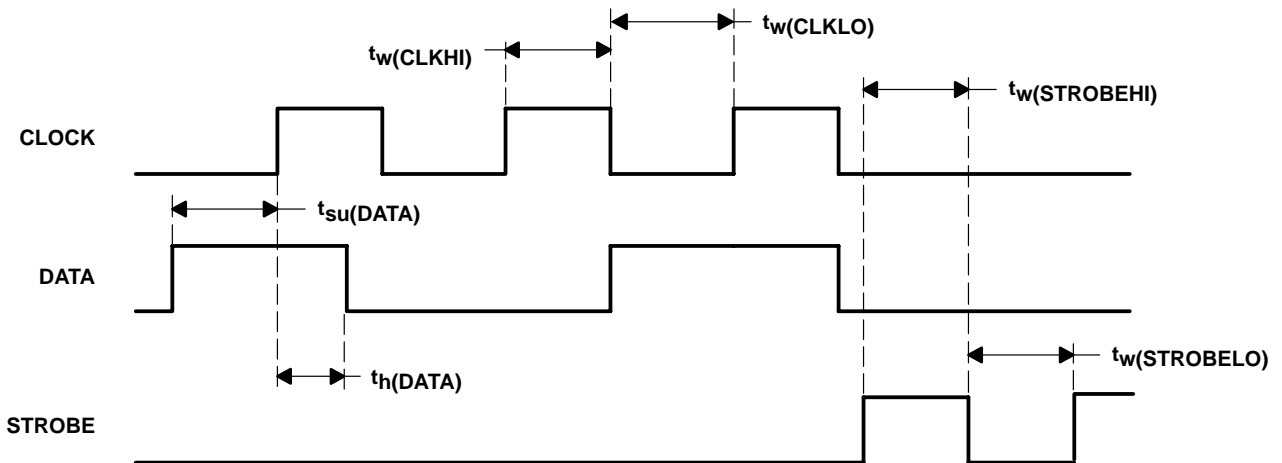 tw(CLKLO)
tw(CLKHI)
tw(STROBEHI)
CLOCK
tsu(DATA)
DATA
tw(STROBELO)
th(DATA)
STROBE